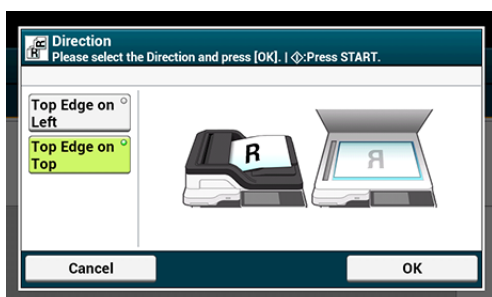 Direction
Please select the Direction and press [OK]. | :Press START.
Top Edge on
Left
Top Edge on
Top
R
R
Cancel
OK